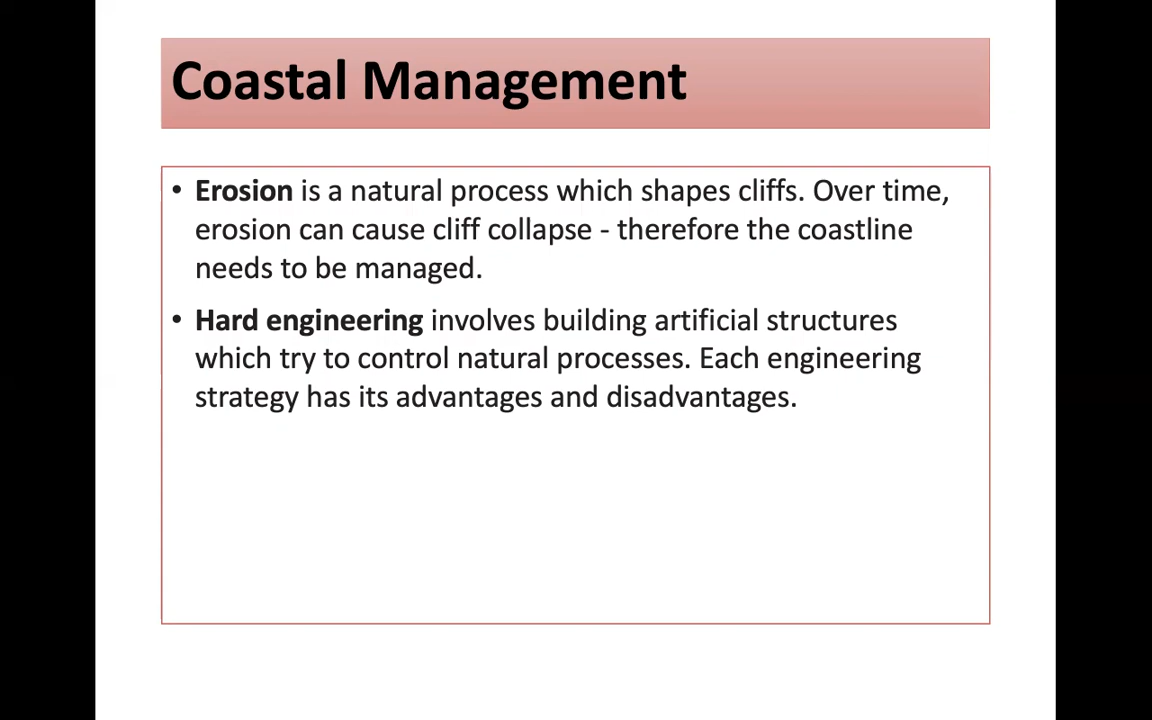 Coastal Management
• Erosion is a natural process which shapes cliffs. Over time,
erosion can cause cliff collapse - therefore the coastline
needs to be managed.
• Hard engineering involves building artificial structures
which try to control natural processes. Each engineering
strategy has its advantages and disadvantages.